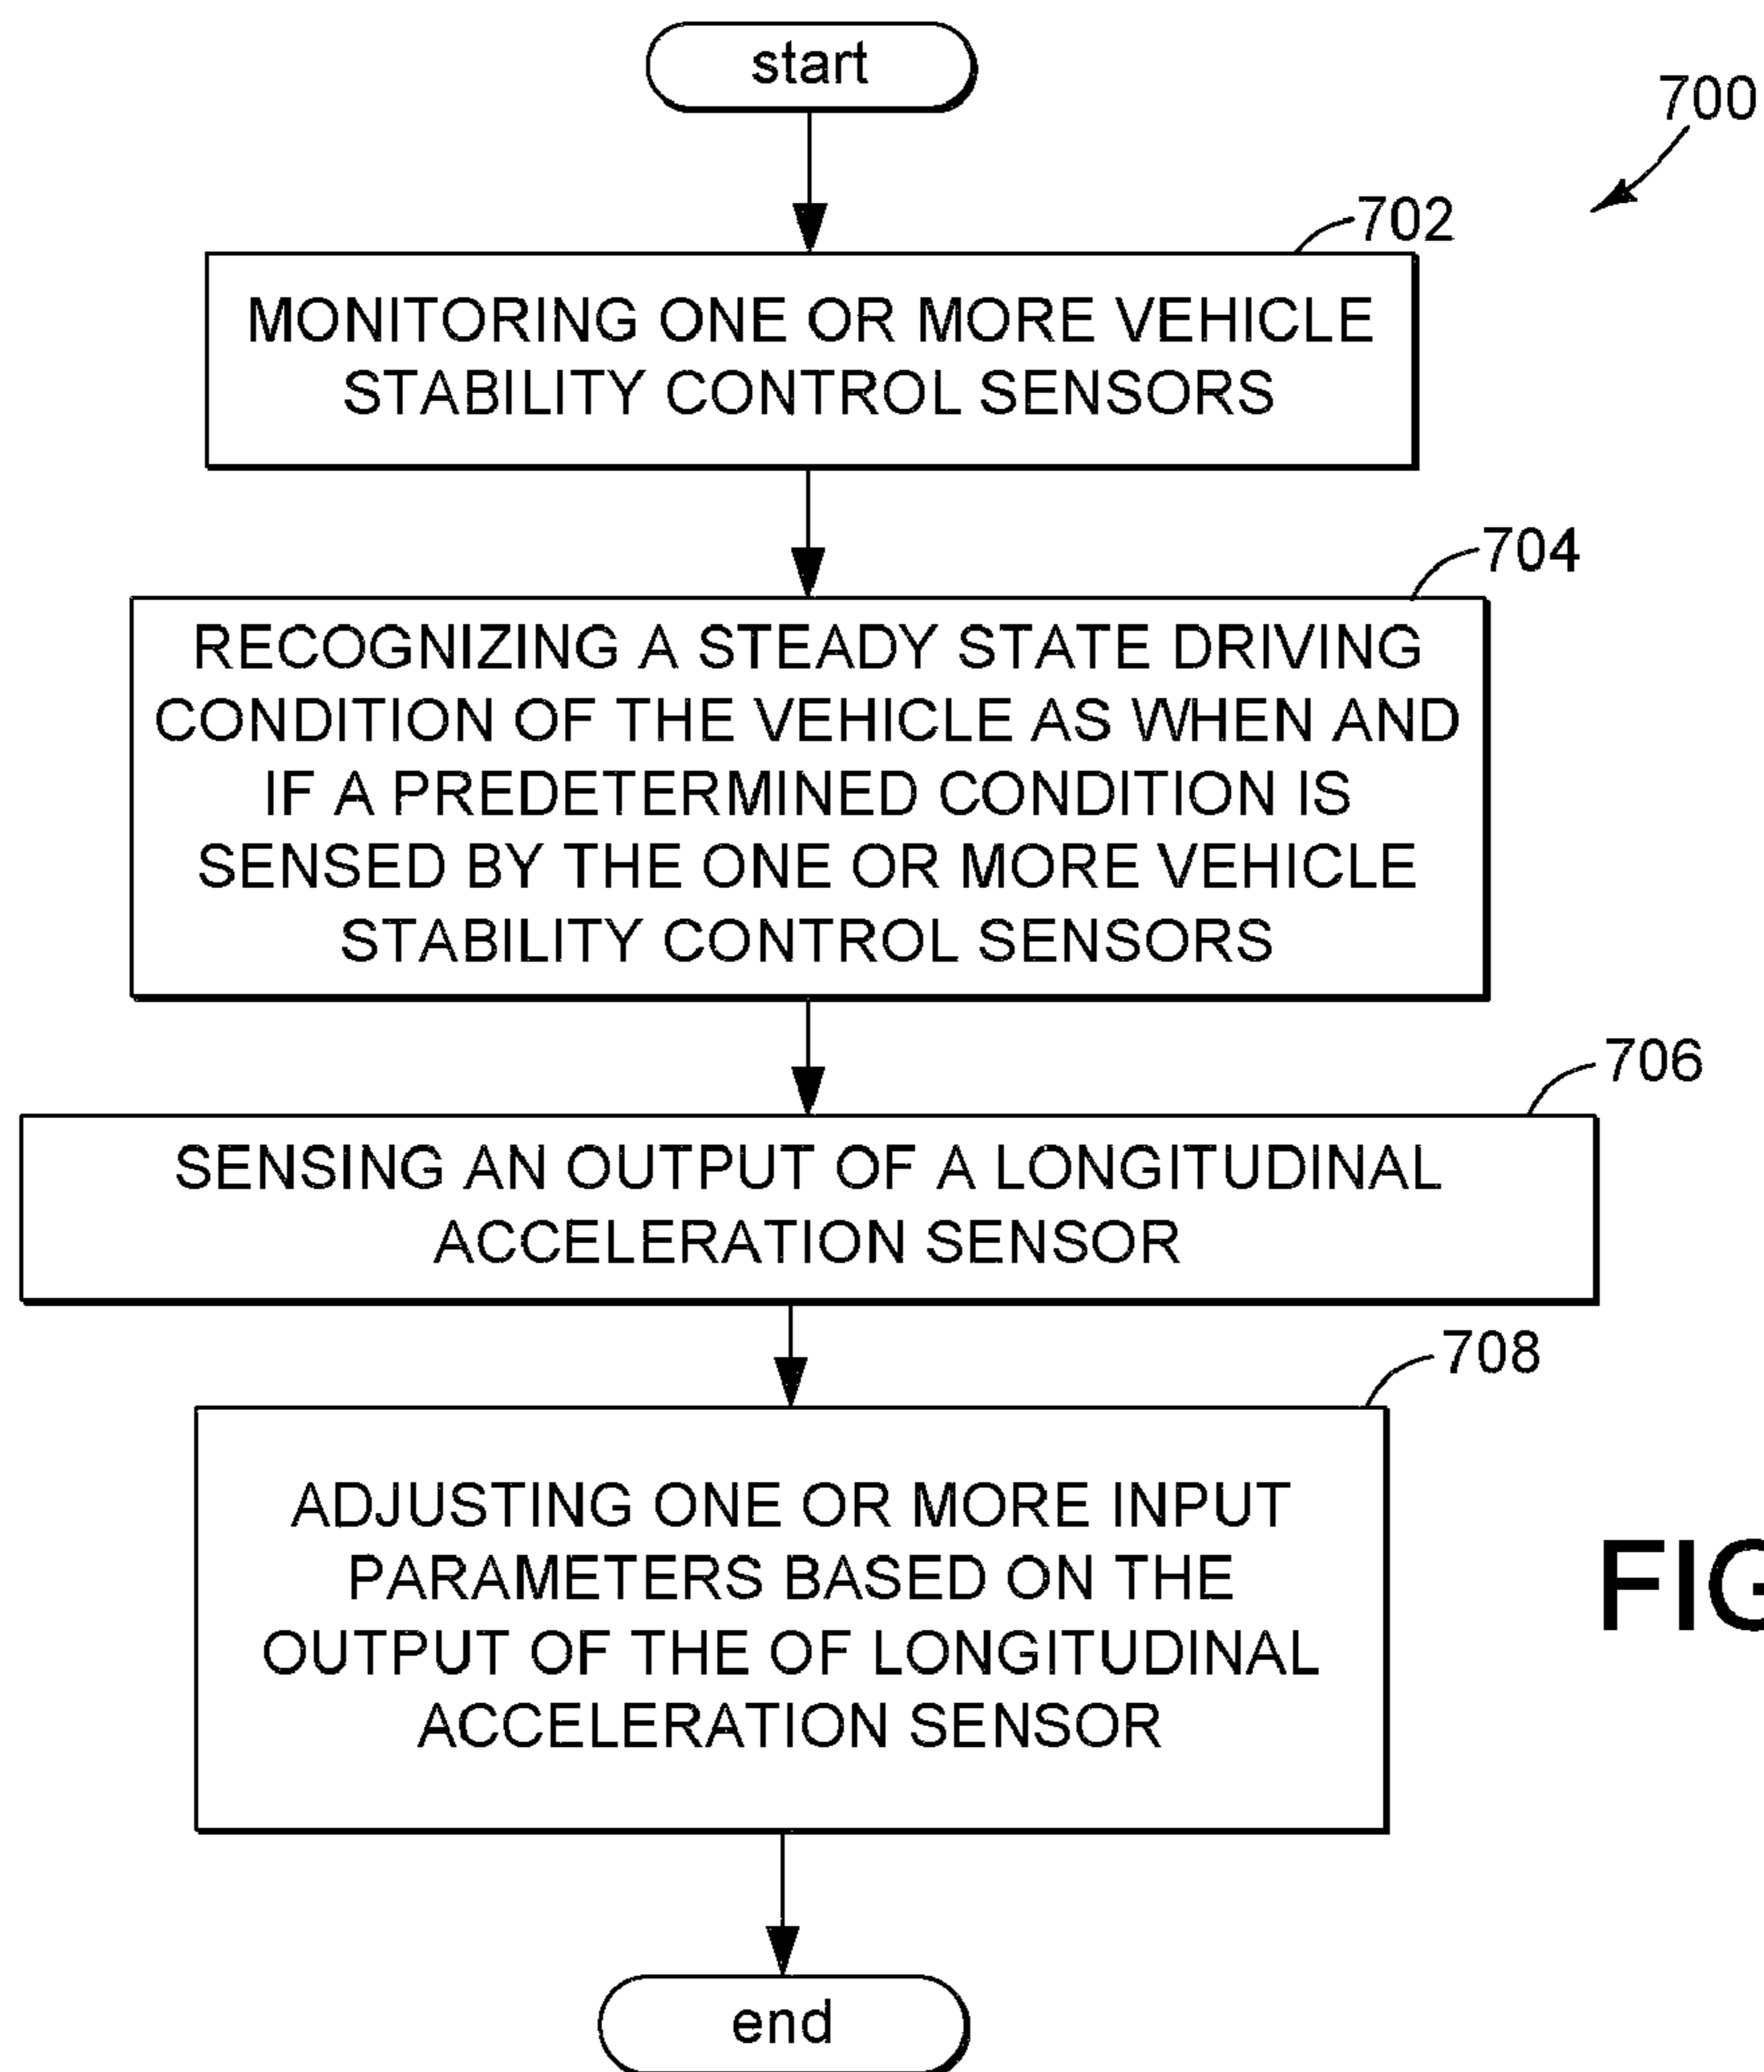 start
700
702
MONITORING ONE OR MORE VEHICLE
STABILITY CONTROL SENSORS
704
RECOGNIZING A STEADY STATE DRIVING
CONDITION OF THE VEHICLE AS WHEN AND
IF A PREDETERMINED CONDITION IS
SENSED BY THE ONE OR MORE VEHICLE
STABILITY CONTROL SENSORS
706
SENSING AN OUTPUT OF A LONGITUDINAL
ACCELERATION SENSOR
708
ADJUSTING ONE OR MORE INPUT
PARAMETERS BASED ON THE
OUTPUT OF THE OF LONGITUDINAL
ACCELERATION SENSOR
FIG
end